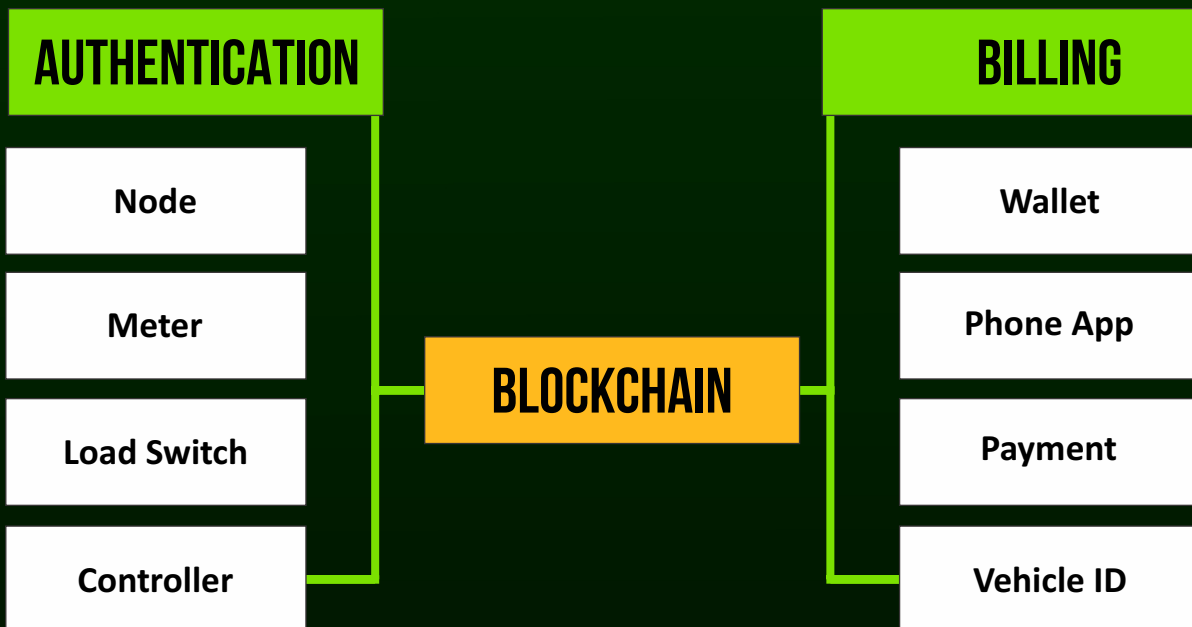 AUTHENTICATION
Node
Meter
Load Switch
Controller
BLOCKCHAIN
BILLING
Wallet
Phone App
Payment
Vehicle ID